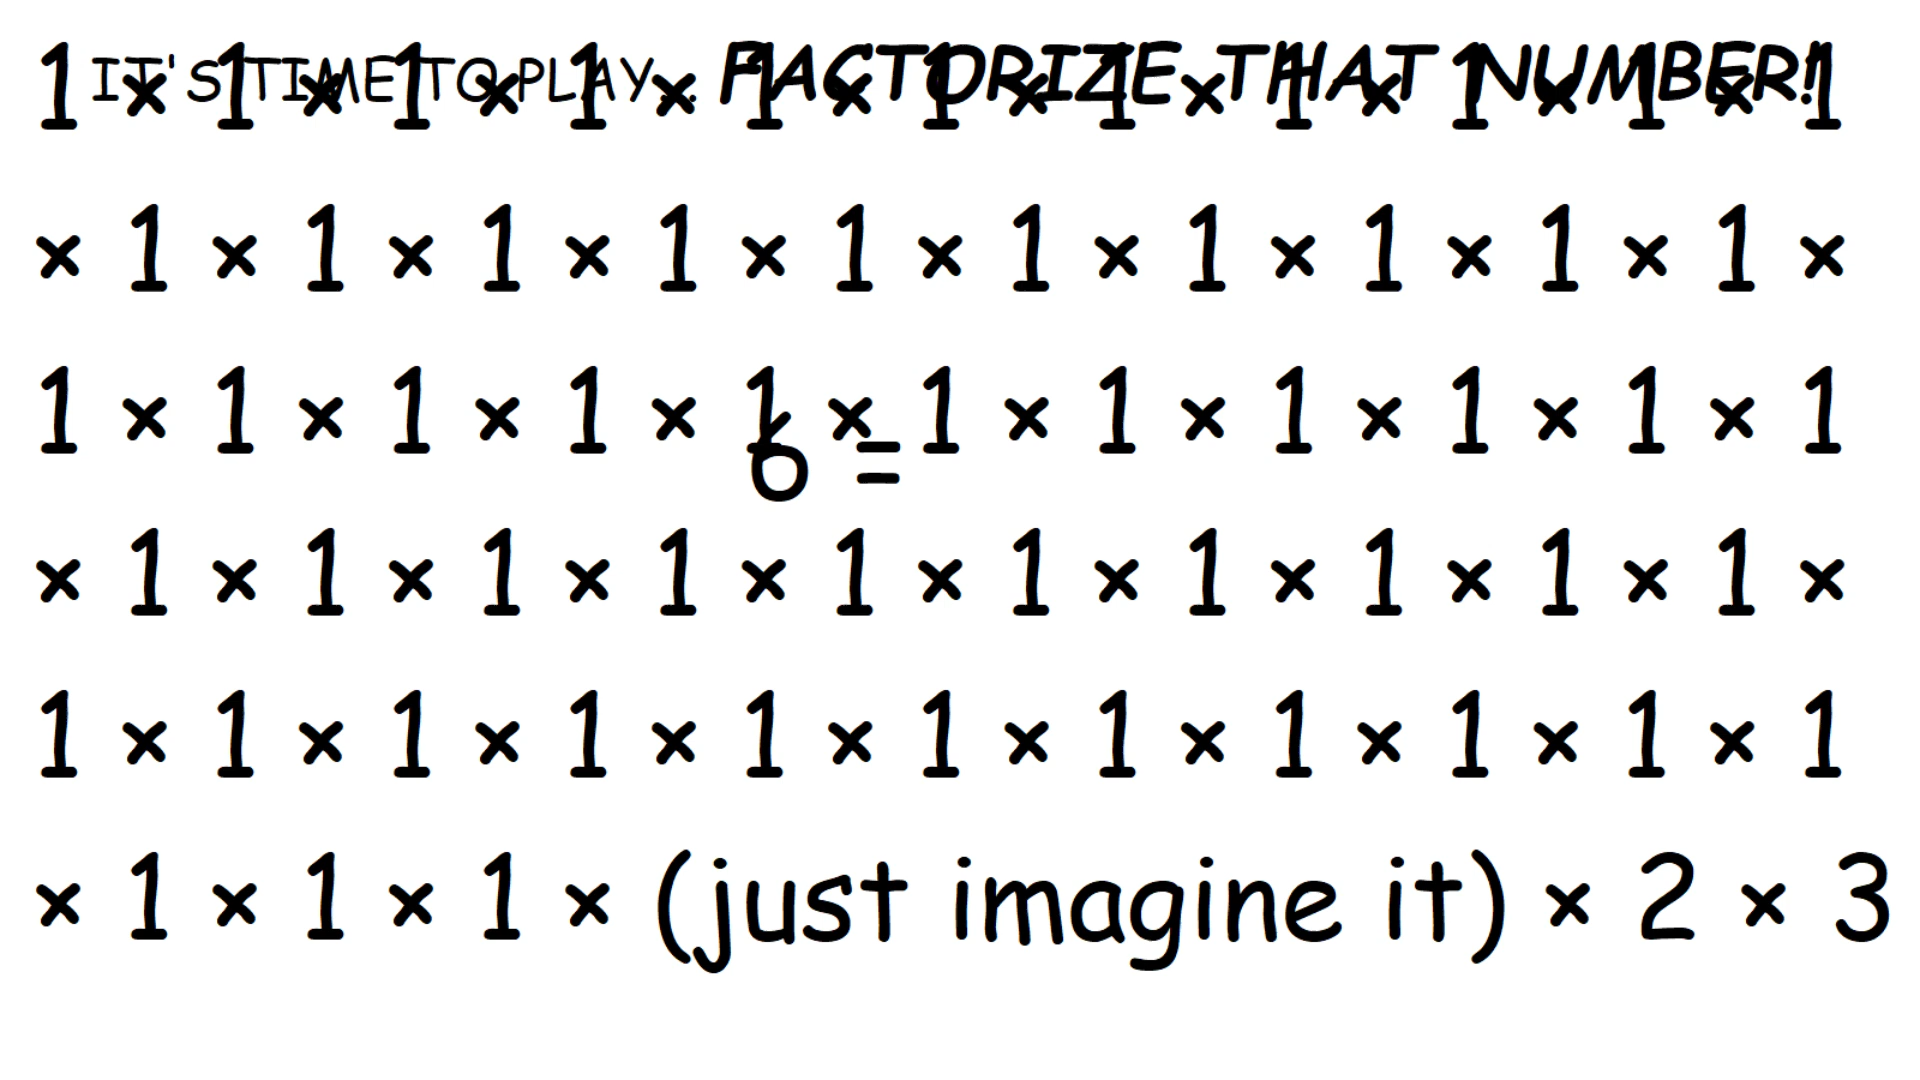 IT'S TIME TO PLAY... FACTORIZE THAT NUMBER!
1 × 1 × 1 × 1 × 1 × 1 × 1 × 1 × 1 × 1 × 1
× 1 × 1 × 1 × 1 × 1 × 1 × 1 × 1 × 1 × 1 ×
1 × 1 × 1 × 1 × 1 × 1 × 1 × 1 × 1 × 1 × 1
6 =
× 1 × 1 × 1 × 1 × 1 × 1 × 1 × 1 × 1 × 1 ×
1 × 1 × 1 × 1 × 1 × 1 × 1 × 1 × 1 × 1 × 1
× 1 × 1 × 1 × (just imagine it) × 2 × 3